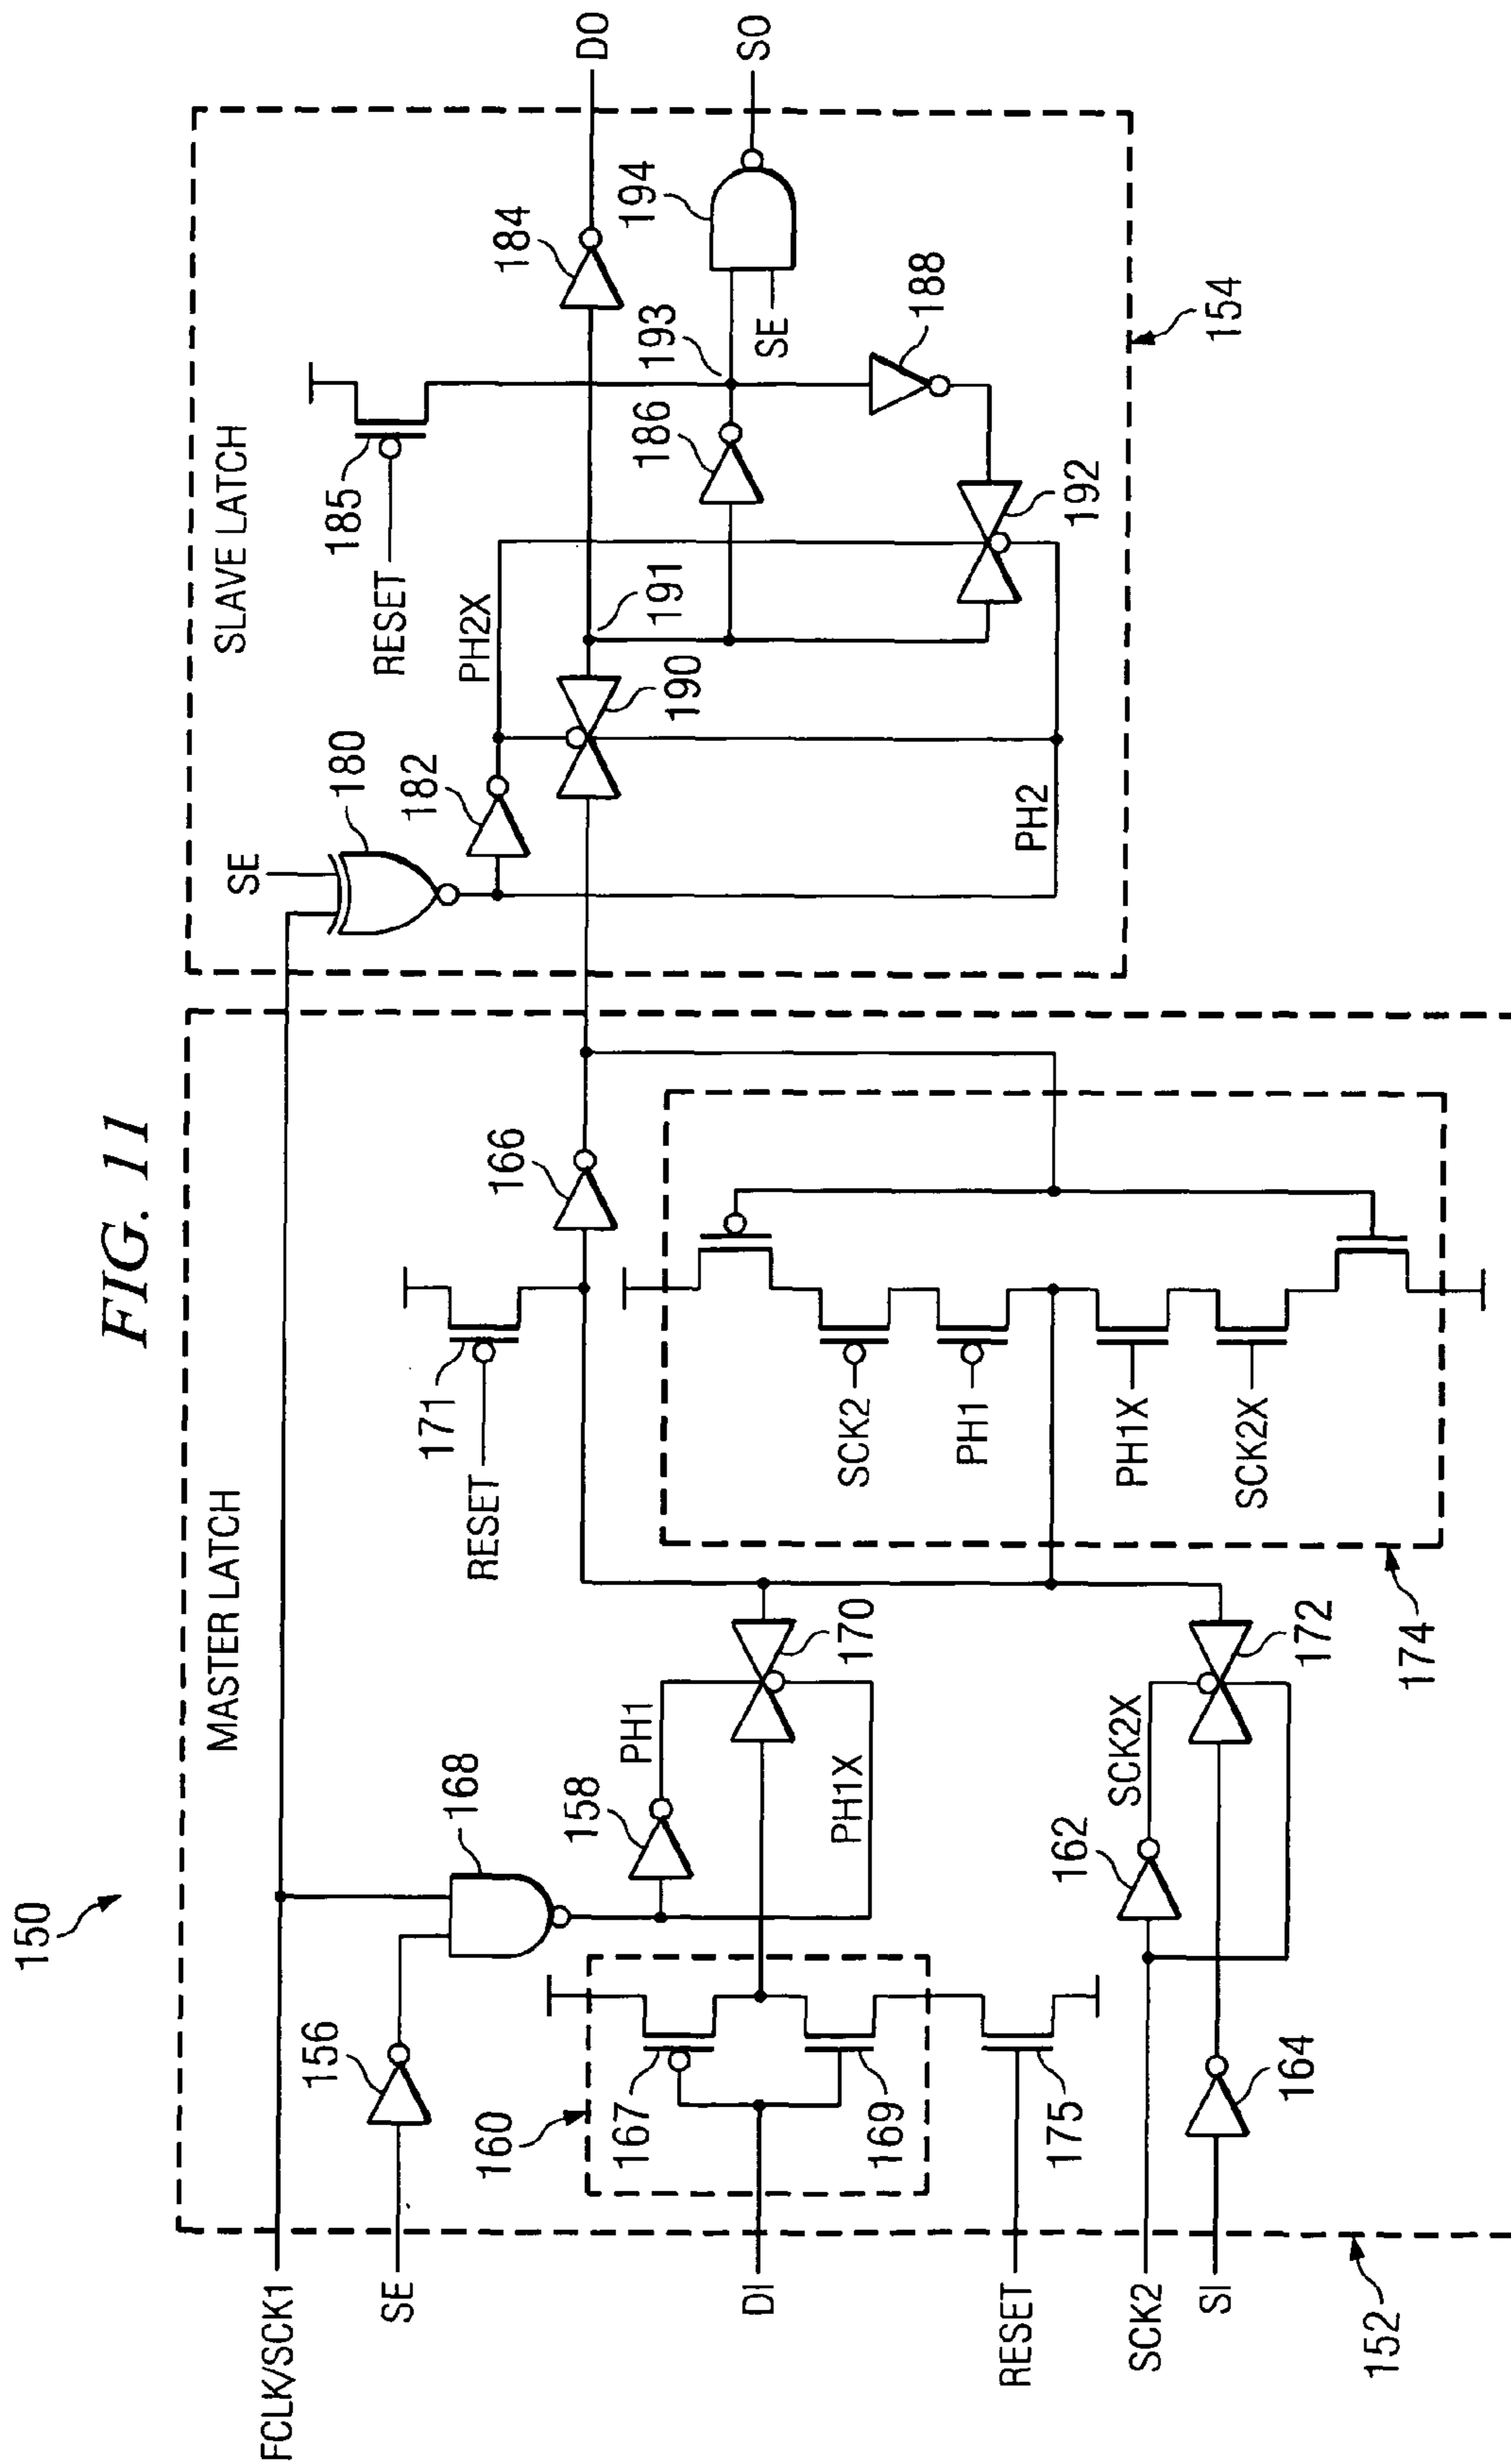 FIG. 11
150
MASTER LATCH
SLAVE LATCH
FCLK/SCK1
SE
156
168
158
PH1
PH1X
170
160
167
169
175
DI
RESET
SCK2
SI
164
162
SCK2X
172
152
RESET
171
166
SCK2
PH1
PH1X
SCK2X
174
SE
180
182
PH2X
PH2
190
191
RESET
185
186
193
SE
188
192
184
194
DO
SO
154